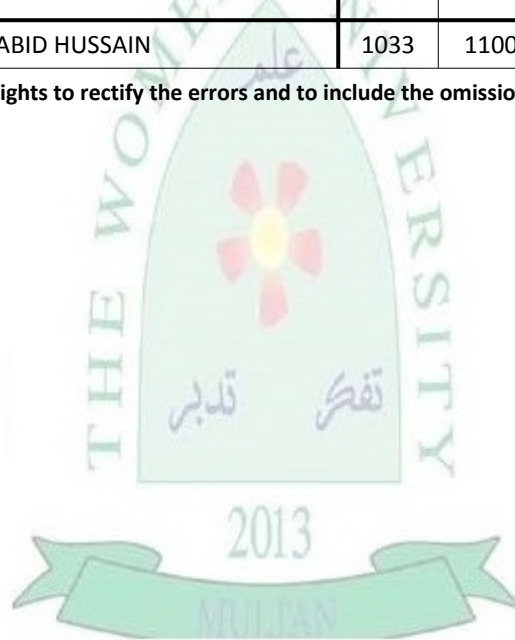 ABID HUSSAIN 1033 1100
ights to rectify the errors and to include the omissio
THE WOMEN UNIVERSITY
علم
تدبر تفکر
2013
MULTAN